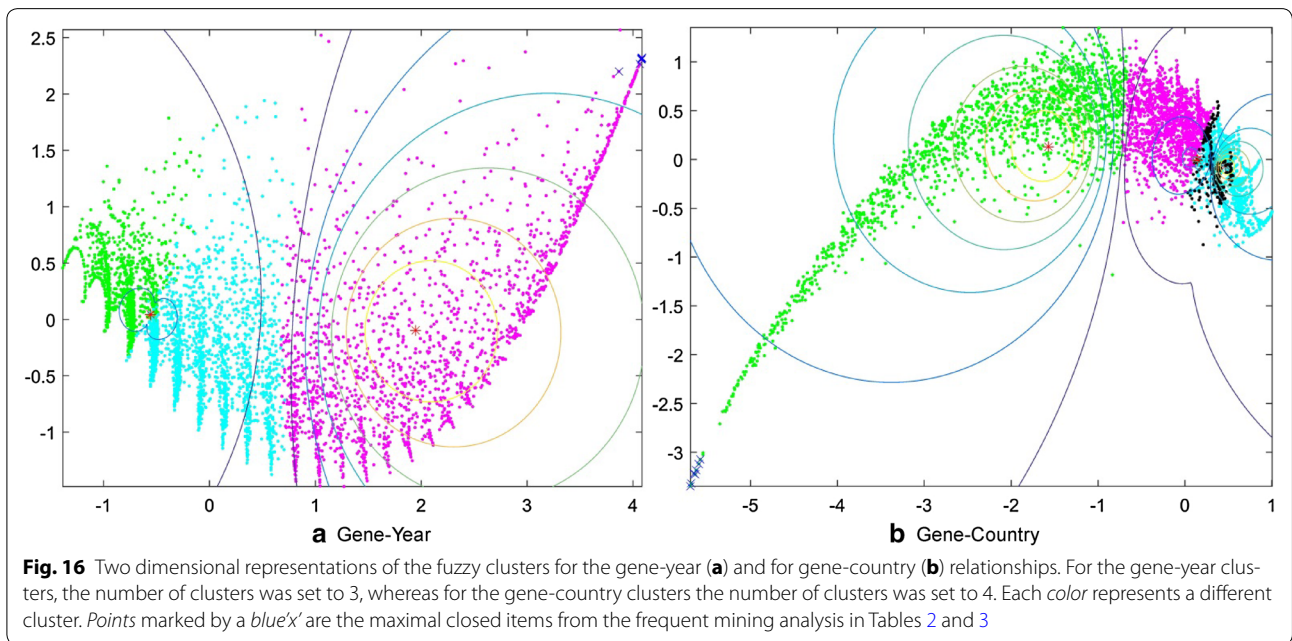 2.5
2
1.5
1
0.5
0
-0.5
-1
-1 0 1 2 3 4
a Gene-Year
1
0.5
0
-0.5
-1
-1.5
-2
-2.5
-3
-5 -4 -3 -2 -1 0 1
b Gene-Country
Fig. 16 Two dimensional representations of the fuzzy clusters for the gene-year (a) and for gene-country (b) relationships. For the gene-year clus-
ters, the number of clusters was set to 3, whereas for the gene-country clusters the number of clusters was set to 4. Each color represents a different
cluster. Points marked by a blue'x' are the maximal closed items from the frequent mining analysis in Tables 2 and 3